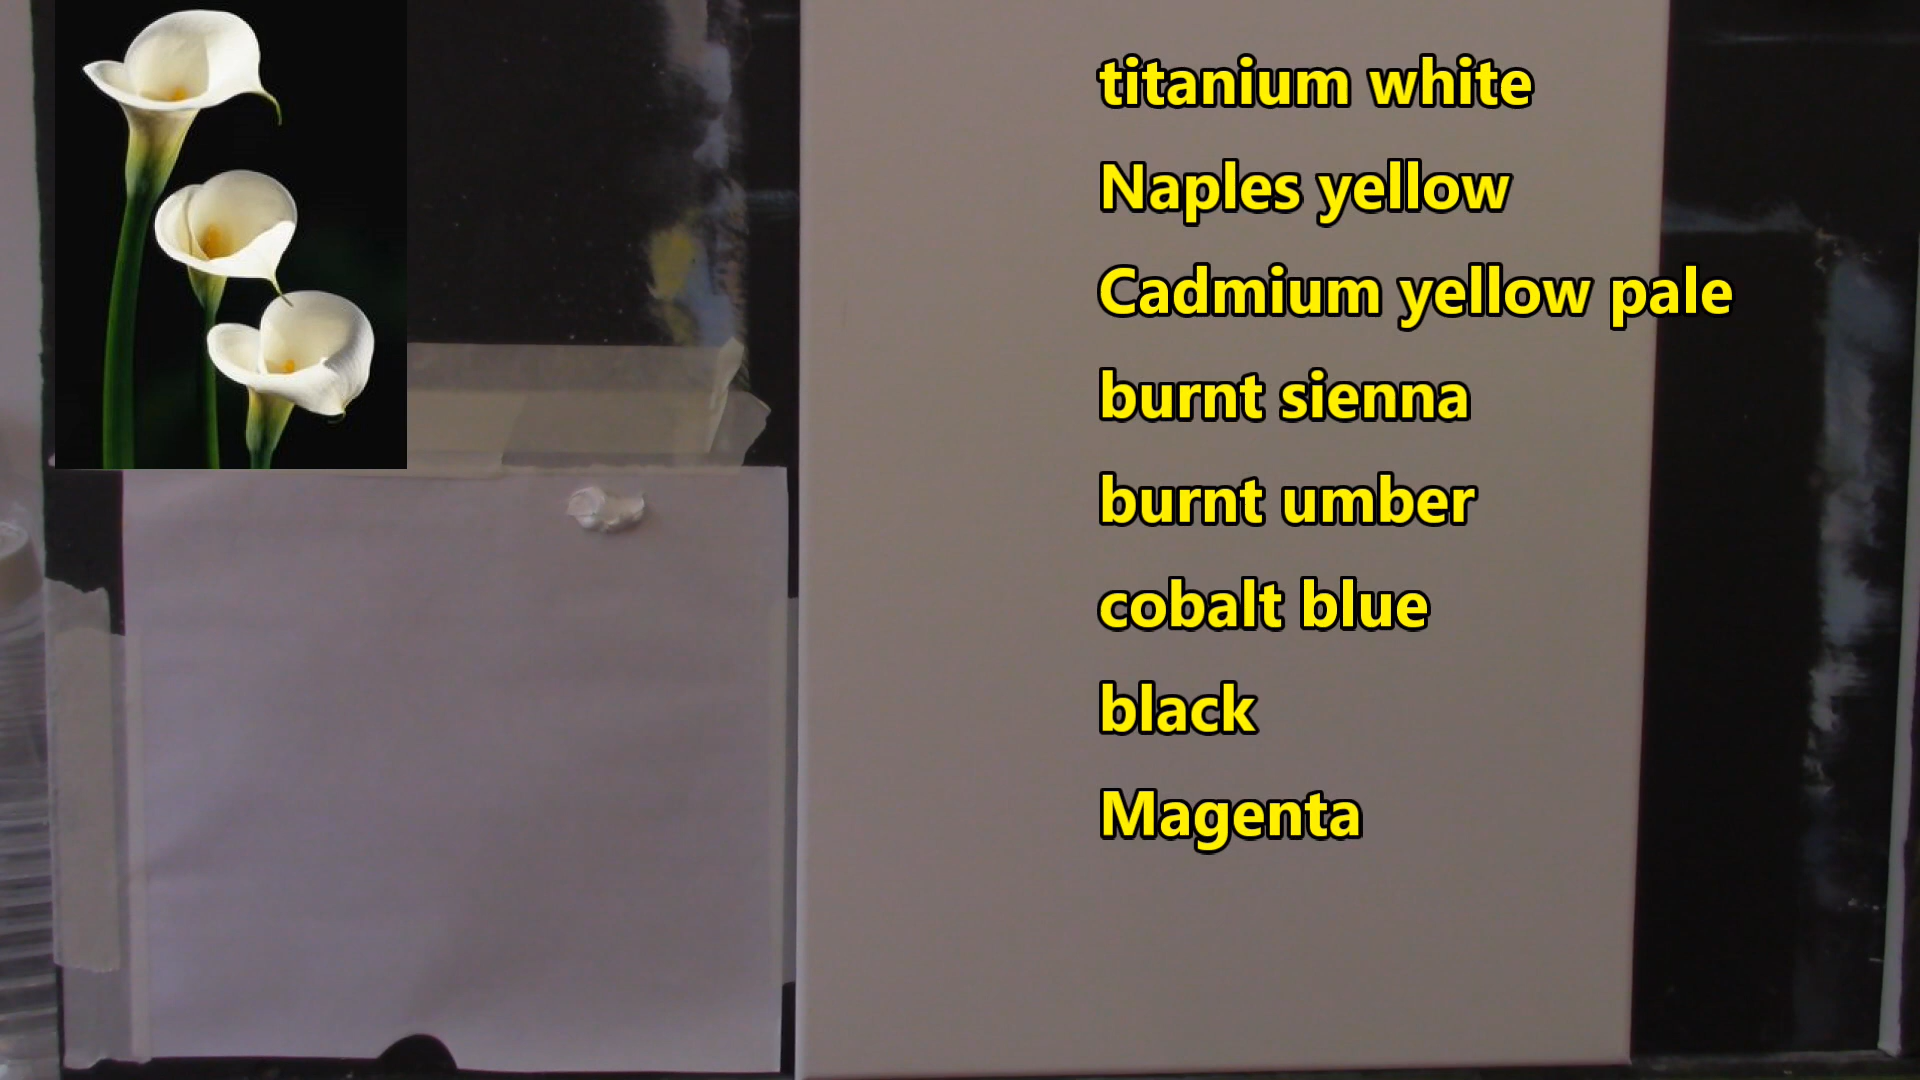 titanium white
Naples yellow
Cadmium yellow pale
burnt sienna
burnt umber
cobalt blue
black
Magenta